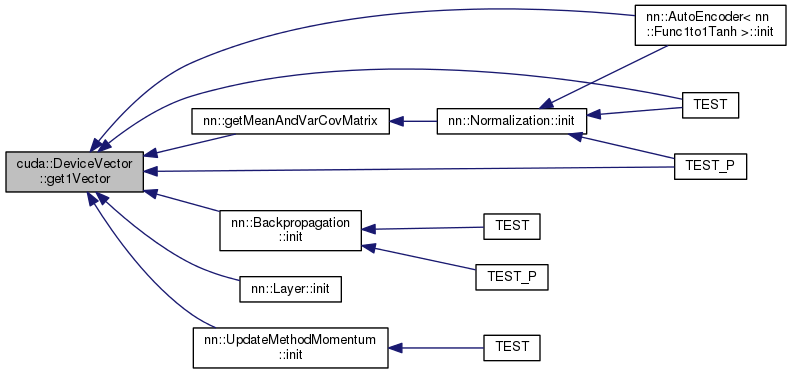 nn::AutoEncoder< nn
::Func1to1Tanh >::init
TEST
nn::getMeanAndVarCovMatrix
nn::Normalization::init
cuda::DeviceVector
::get1Vector
TEST_P
nn::Backpropagation
::init
TEST
TEST_P
nn::Layer::init
nn::UpdateMethodMomentum
::init
TEST